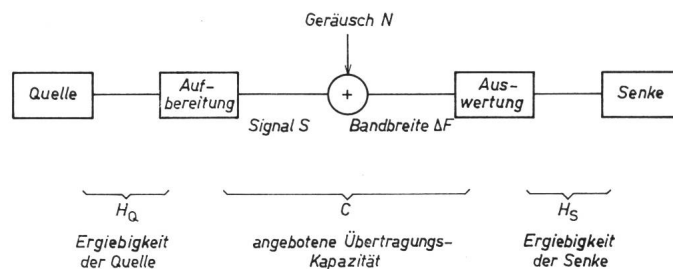 Geräusch N
Quelle
Auf-
bereitung
+
Aus-
wertung
Senke
Signal S
Bandbreite ΔF
H_Q
C
H_S
Ergiebigkeit
der Quelle
angebotene Übertragungs-
Kapazität
Ergiebigkeit
der Senke